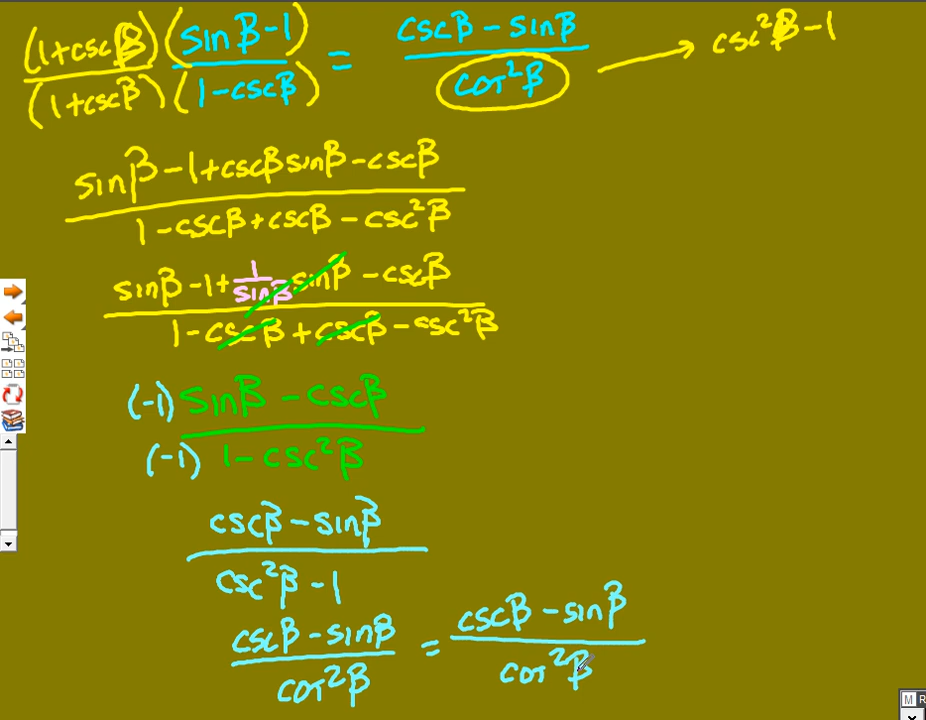 (1+cscβ)(sinβ-1) / (1+cscβ)(1-cscβ) = cscβ - sinβ / cot²β → csc²β-1
sinβ-1+cscβsinβ-cscβ
1-cscβ+cscβ-csc²β
sinβ-1+ 1/sinβ sinβ - cscβ
1-cscβ+cscβ-csc²β
(-1) sinβ - cscβ
(-1) 1-csc²β
cscβ-sinβ
csc²β-1
cscβ-sinβ / cot²β = cscβ-sinβ / cot²β
M R